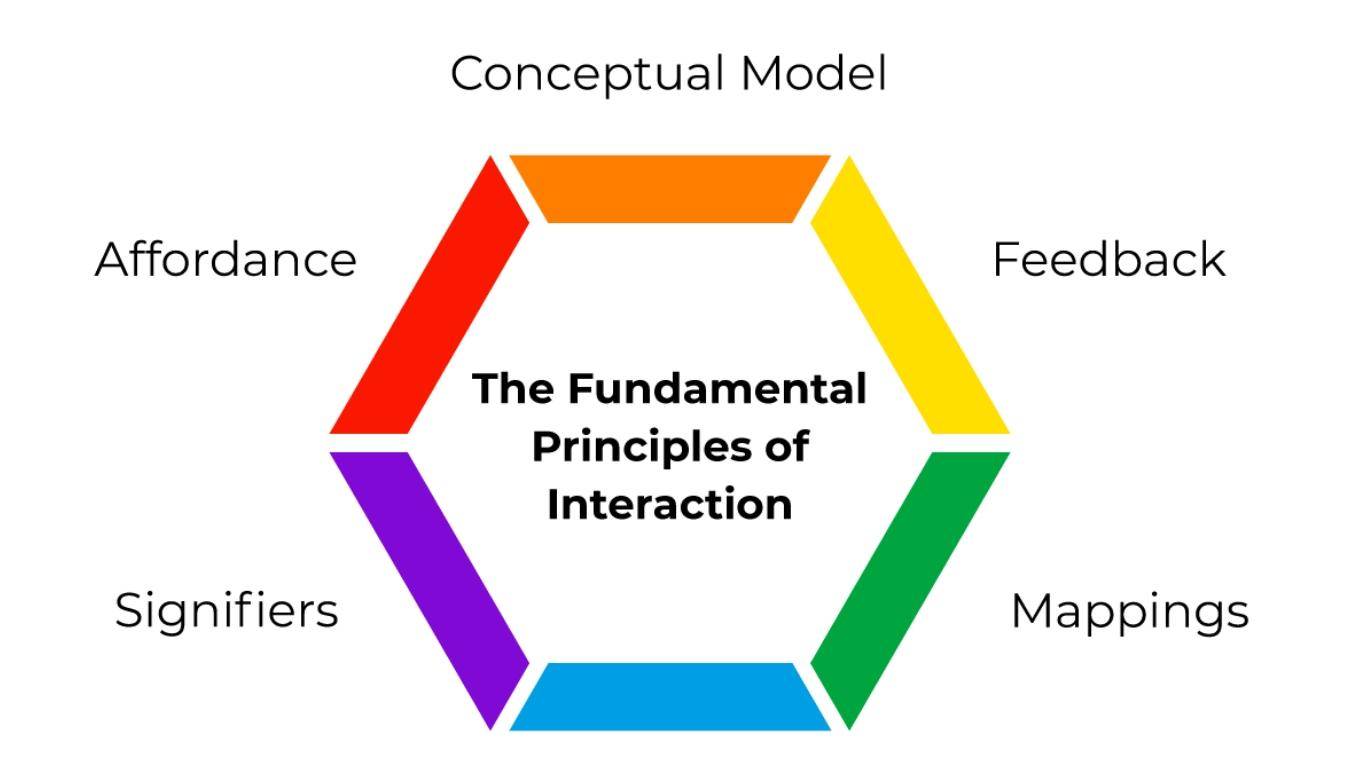 Conceptual Model
Affordance
Feedback
The Fundamental
Principles of
Interaction
Signifiers
Mappings